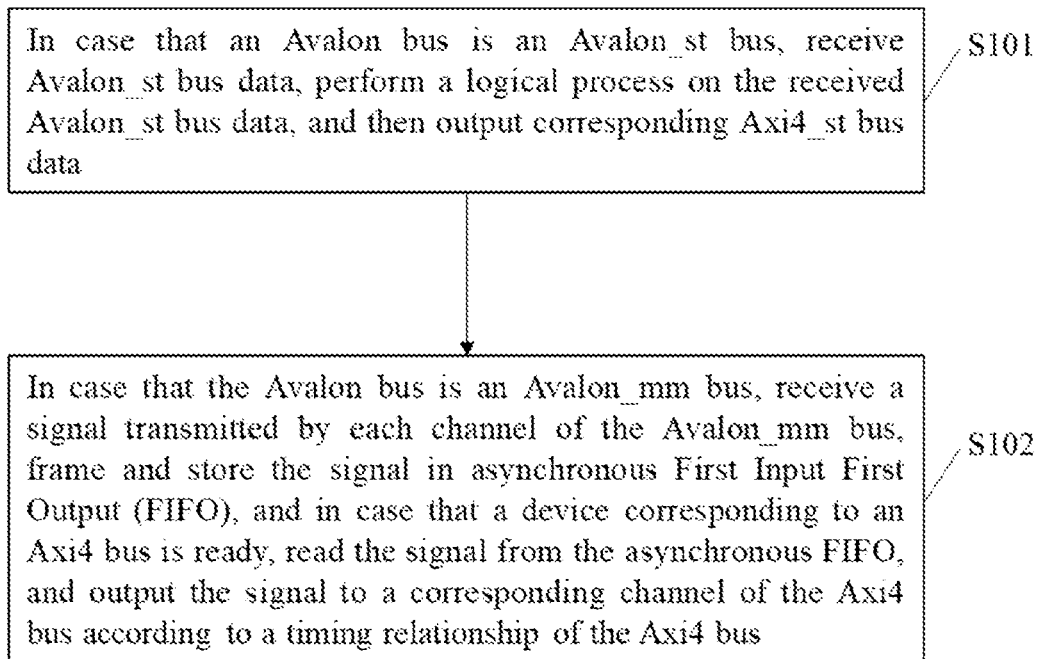 In case that an Avalon bus is an Avalon_st bus, receive
Avalon_st bus data, perform a logical process on the received
Avalon_st bus data, and then output corresponding Axi4_st bus
data
S101
In case that the Avalon bus is an Avalon_mm bus, receive a
signal transmitted by each channel of the Avalon_mm bus,
frame and store the signal in asynchronous First Input First
Output (FIFO), and in case that a device corresponding to an
Axi4 bus is ready, read the signal from the asynchronous FIFO,
and output the signal to a corresponding channel of the Axi4
bus according to a timing relationship of the Axi4 bus
S102